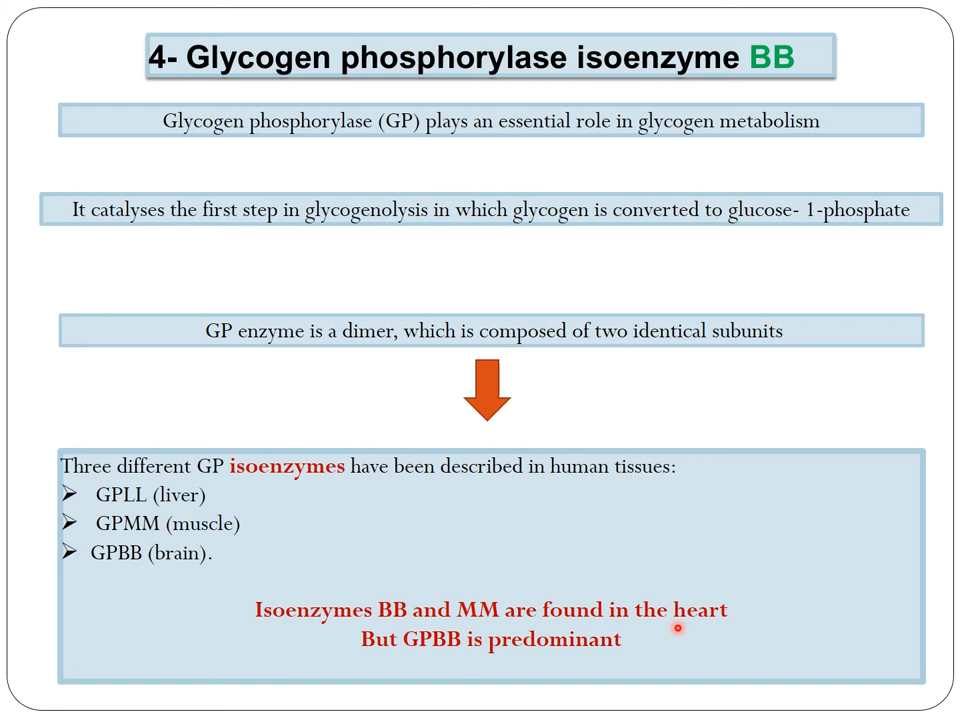 4- Glycogen phosphorylase isoenzyme BB
Glycogen phosphorylase (GP) plays an essential role in glycogen metabolism
It catalyses the first step in glycogenolysis in which glycogen is converted to glucose- 1-phosphate
GP enzyme is a dimer, which is composed of two identical subunits
Three different GP isoenzymes have been described in human tissues:
➢ GPLL (liver)
➢ GPMM (muscle)
➢ GPBB (brain).
Isoenzymes BB and MM are found in the heart
But GPBB is predominant